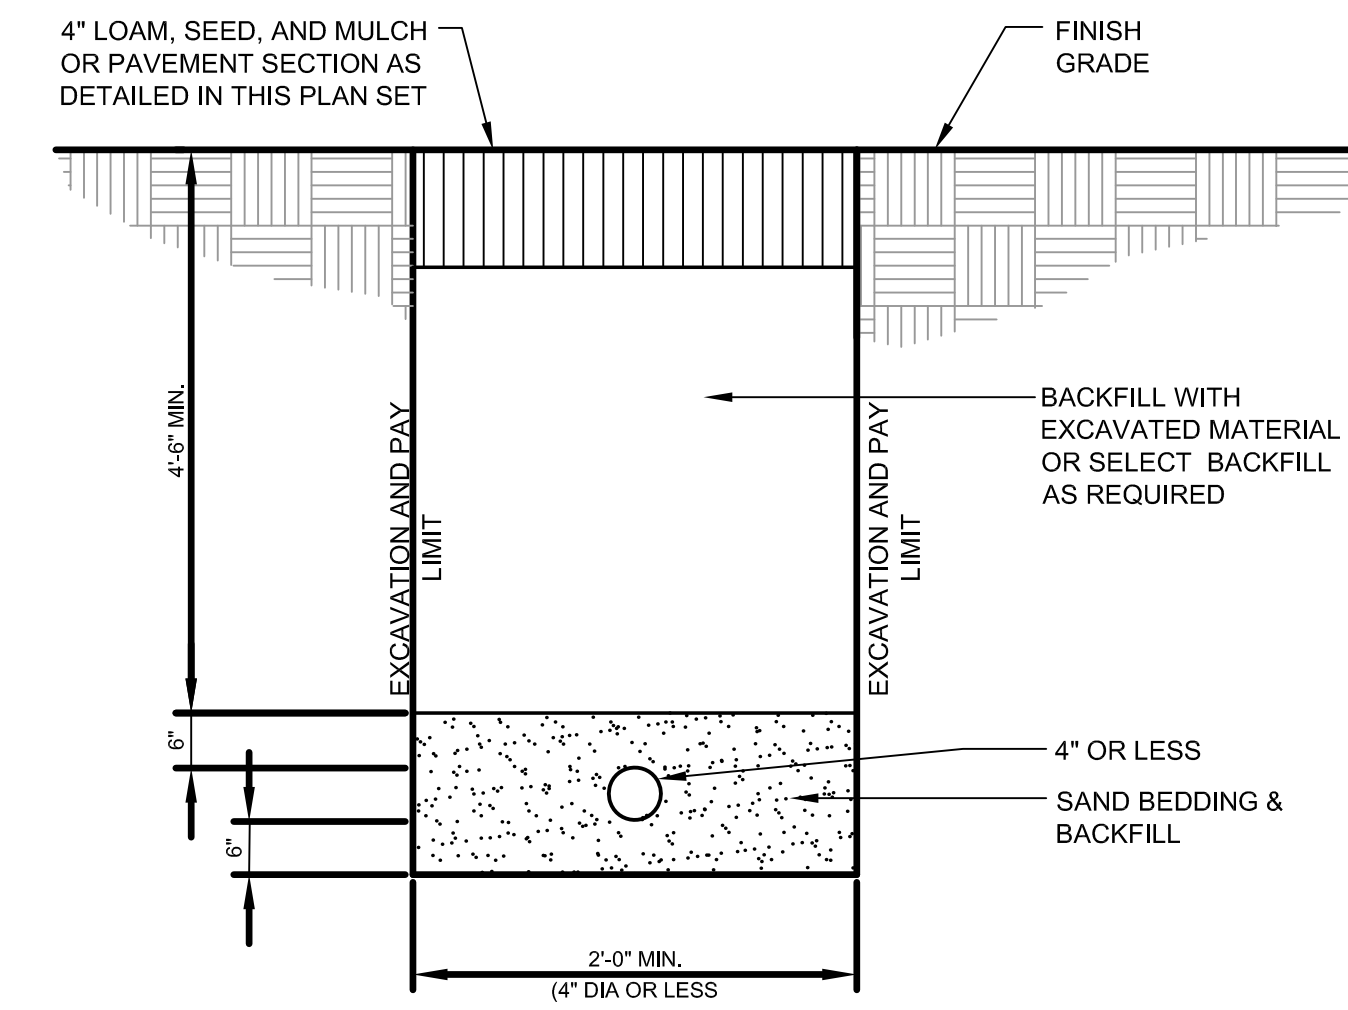 4" LOAM, SEED, AND MULCH
OR PAVEMENT SECTION AS
DETAILED IN THIS PLAN SET
FINISH
GRADE
4'-6" MIN.
EXCAVATION AND PAY
LIMIT
EXCAVATION AND PAY
LIMIT
BACKFILL WITH
EXCAVATED MATERIAL
OR SELECT BACKFILL
AS REQUIRED
6"
6"
4" OR LESS
SAND BEDDING &
BACKFILL
2'-0" MIN.
(4" DIA OR LESS